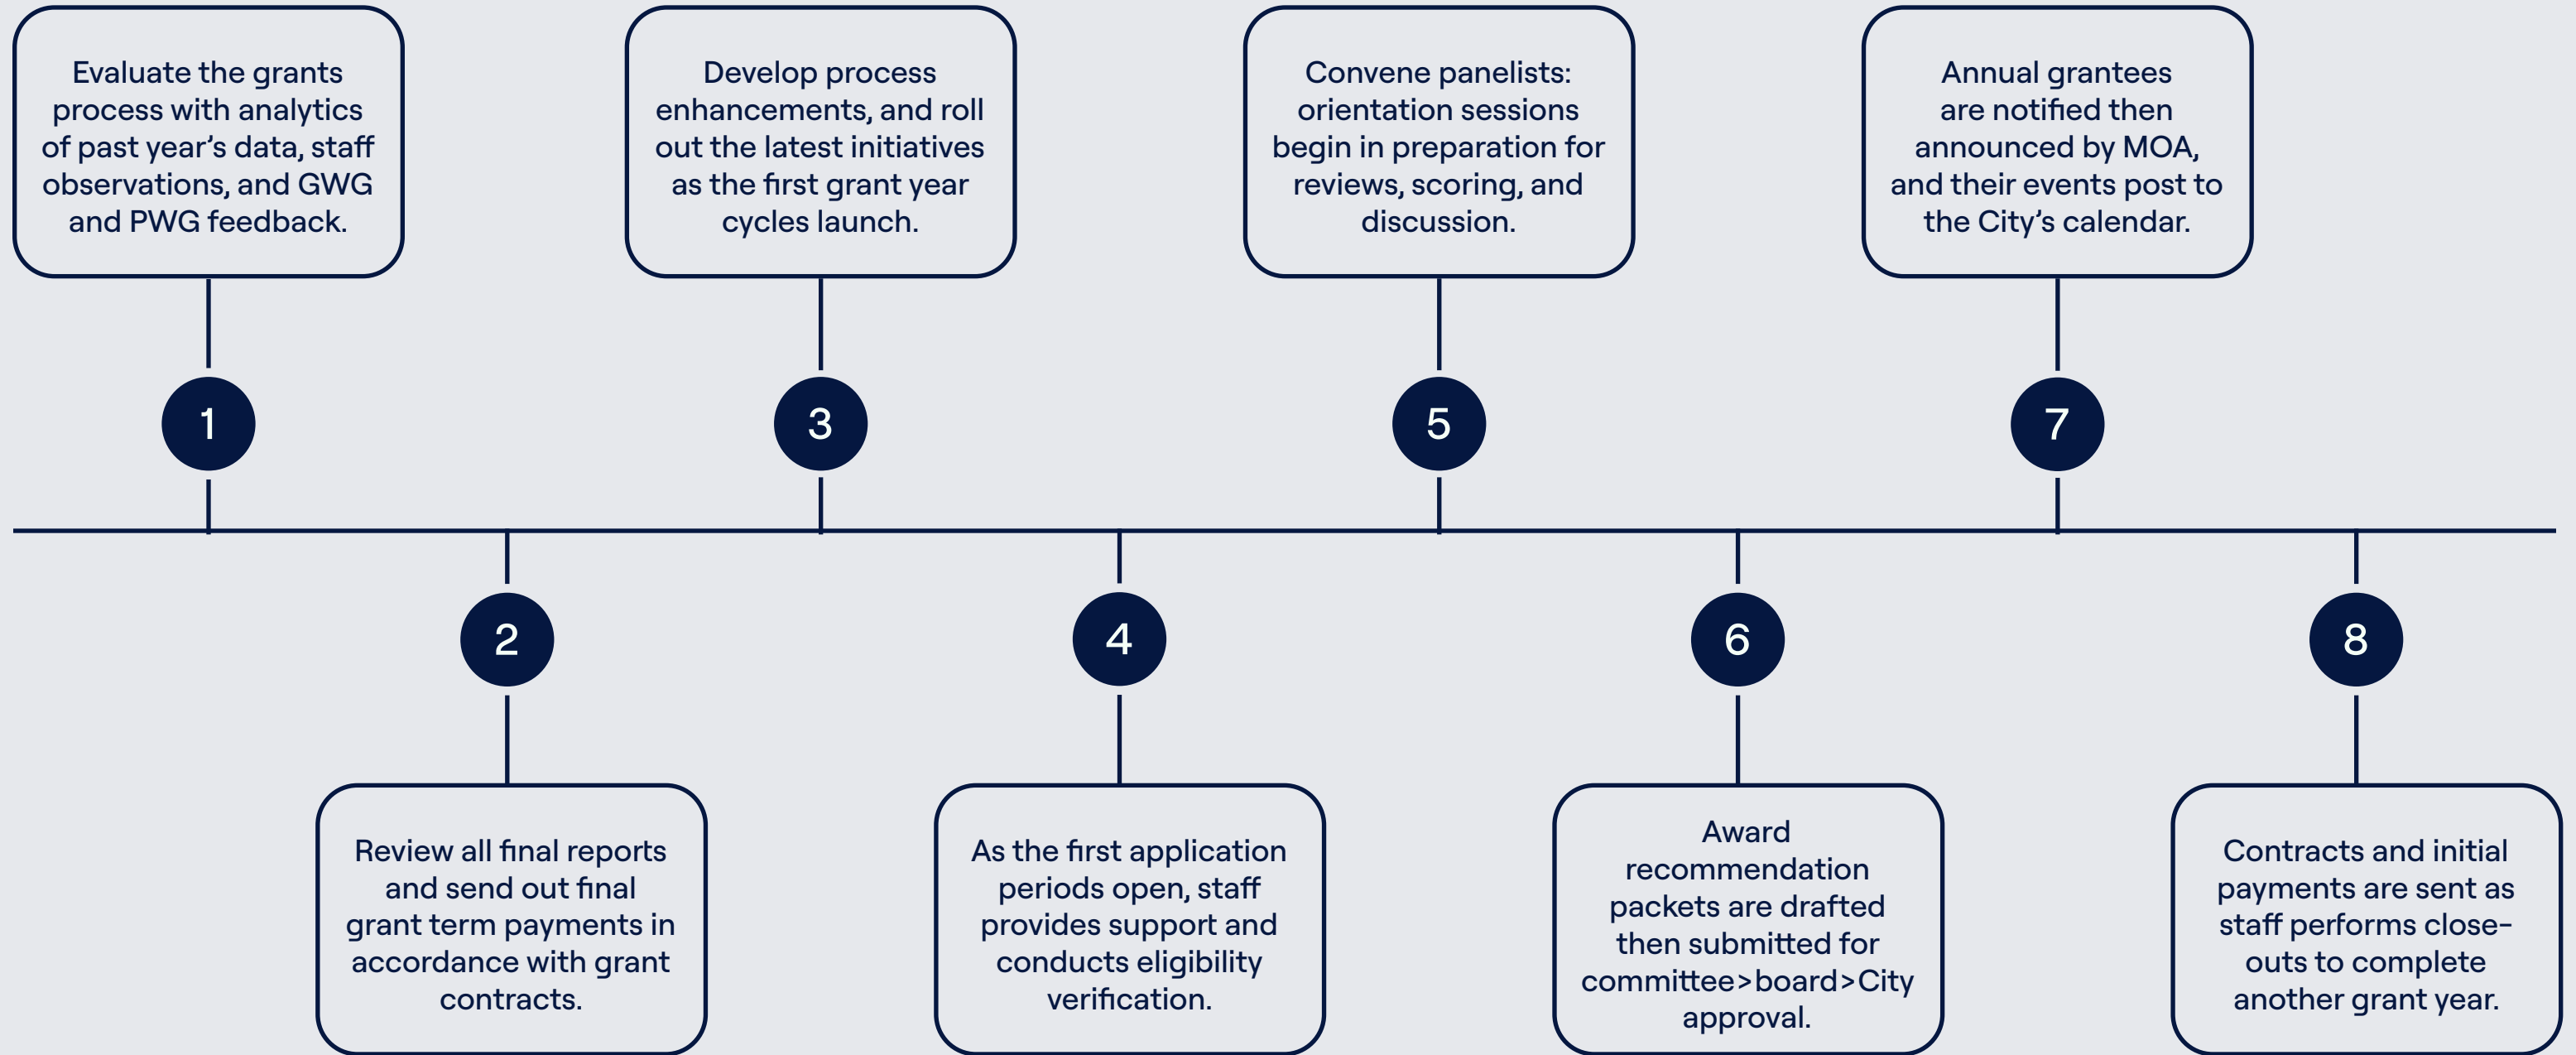 Evaluate the grants
process with analytics
of past year’s data, staff
observations, and GWG
and PWG feedback.
1
Review all final reports
and send out final
grant term payments in
accordance with grant
contracts.
2
Develop process
enhancements, and roll
out the latest initiatives
as the first grant year
cycles launch.
3
As the first application
periods open, staff
provides support and
conducts eligibility
verification.
4
Convene panelists:
orientation sessions
begin in preparation for
reviews, scoring, and
discussion.
5
Award
recommendation
packets are drafted
then submitted for
committee>board>City
approval.
6
Annual grantees
are notified then
announced by MOA,
and their events post to
the City’s calendar.
7
Contracts and initial
payments are sent as
staff performs close-
outs to complete
another grant year.
8